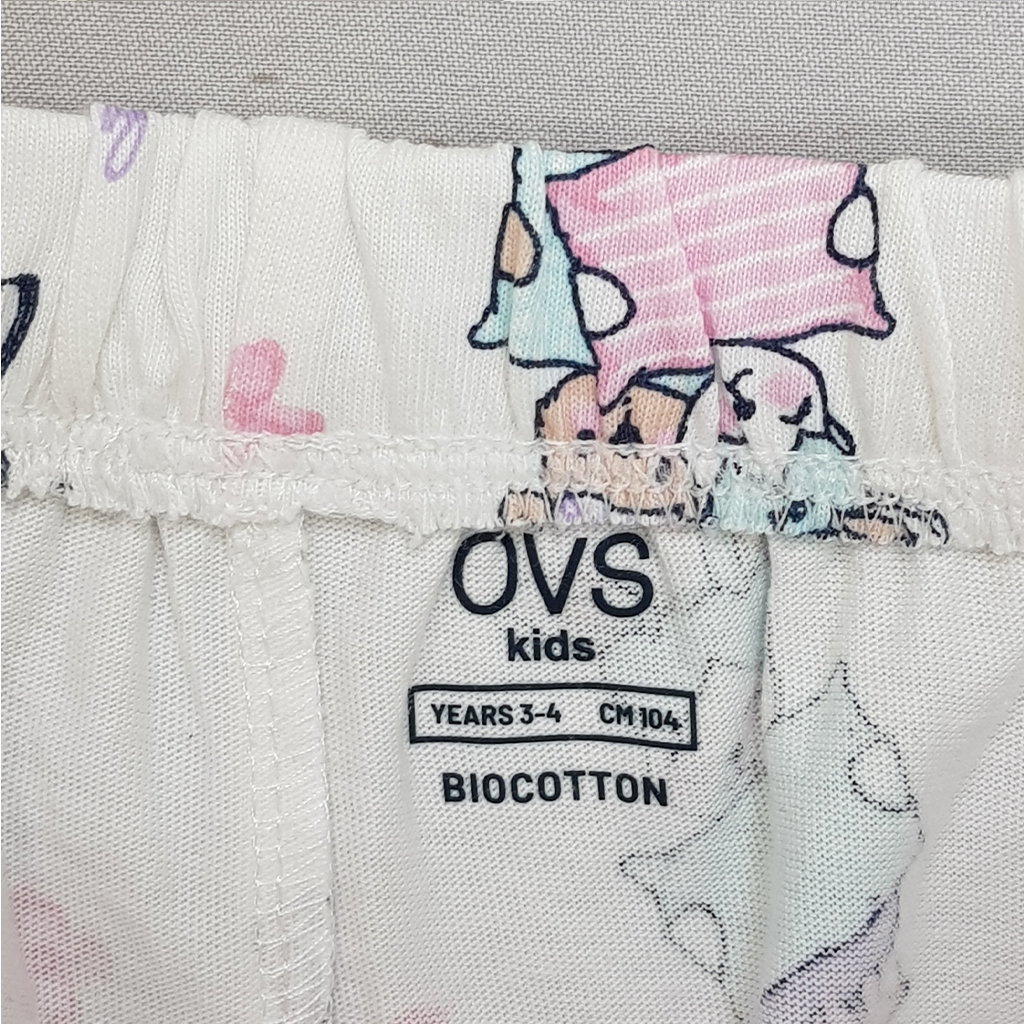 OVS
kids
YEARS 3-4 CM 104
BIOCOTTON